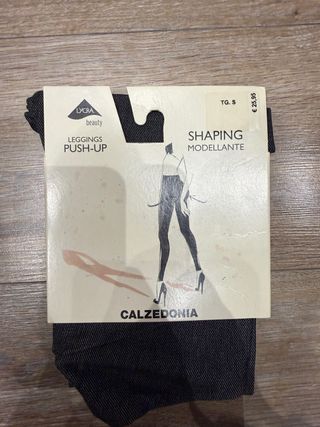 LYCRA
beauty
LEGGINGS
PUSH-UP
TG. S
€ 25,95
SHAPING
MODELLANTE
CALZEDONIA